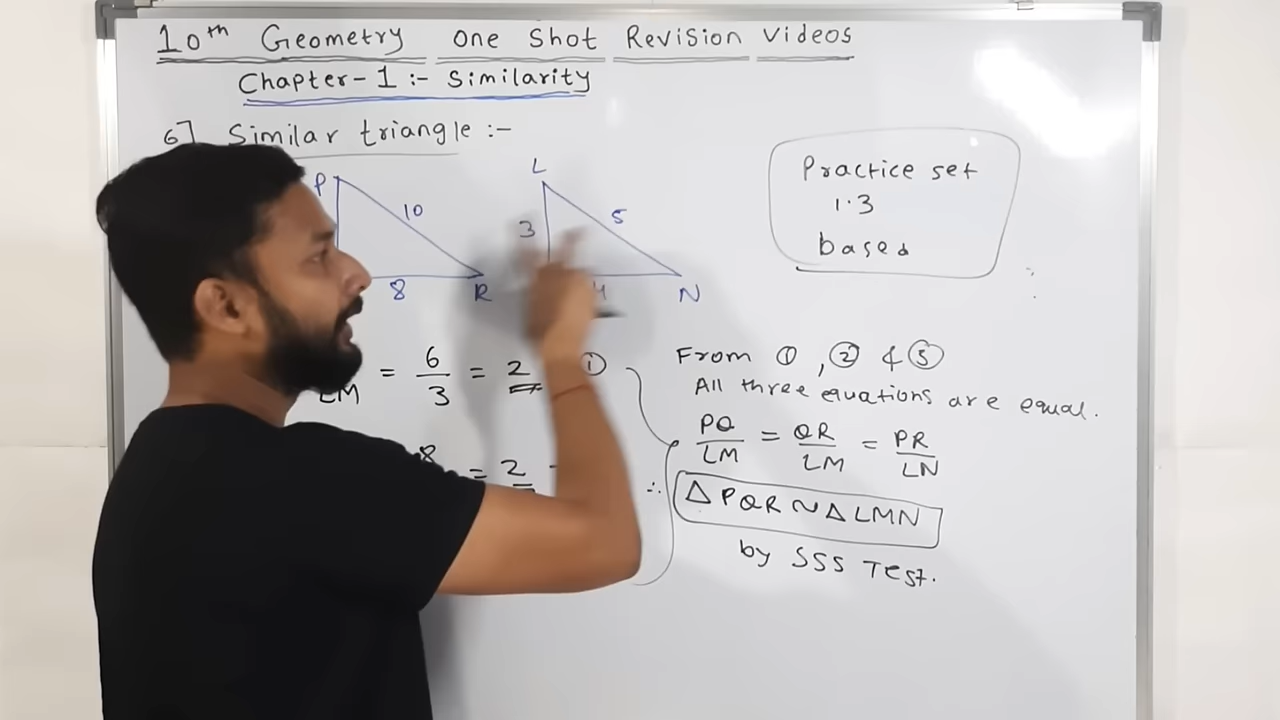 10th Geometry one Shot Revision Videos
Chapter-1 :- Similarity
6] Similar triangle :-
P
10
8
R
L
3
5
4
N
Practice set
1.3
based
LM = 6/3 = 2 ①
8 = 2
From ①, ② & ③
All three equations are equal.
PQ/LM = QR/LM = PR/LN
∴ △PQR ~ △LMN
by SSS Test.